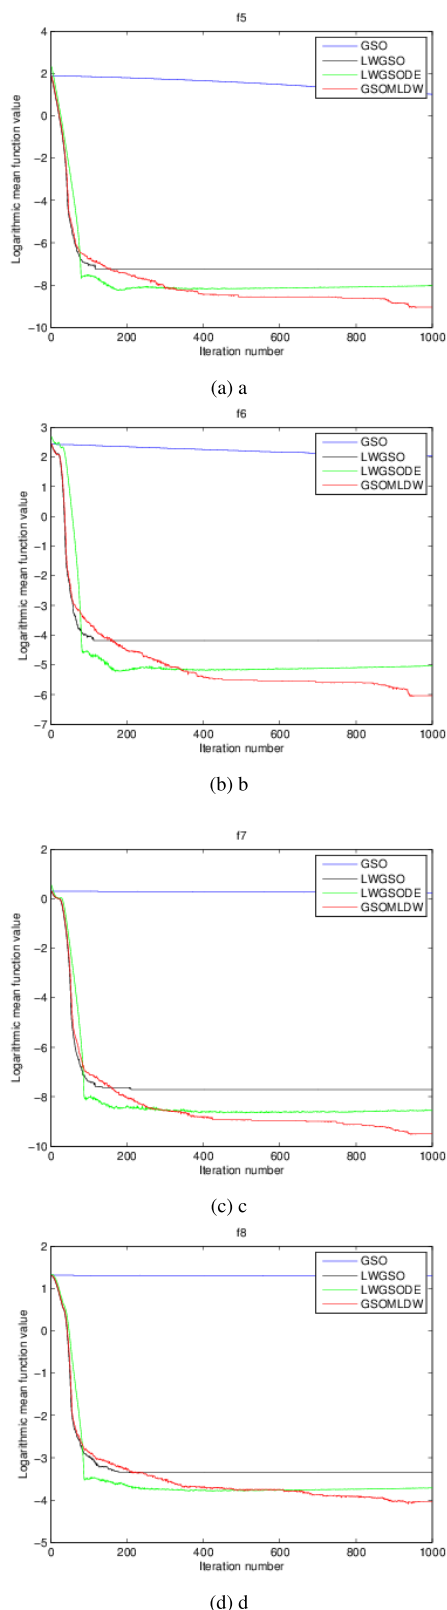 f5
4
GSO
LWGSO
LWGSODE
GSOMLDW
2
0
−2
−4
−6
−8
−10
Logarithmic mean function value
0 200 400 600 800 1000
Iteration number
(a) a
f6
3
GSO
LWGSO
LWGSODE
GSOMLDW
2
1
0
−1
−2
−3
−4
−5
−6
−7
Logarithmic mean function value
0 200 400 600 800 1000
Iteration number
(b) b
f7
2
GSO
LWGSO
LWGSODE
GSOMLDW
0
−2
−4
−6
−8
−10
Logarithmic mean function value
0 200 400 600 800 1000
Iteration number
(c) c
f8
2
GSO
LWGSO
LWGSODE
GSOMLDW
1
0
−1
−2
−3
−4
−5
Logarithmic mean function value
0 200 400 600 800 1000
Iteration number
(d) d